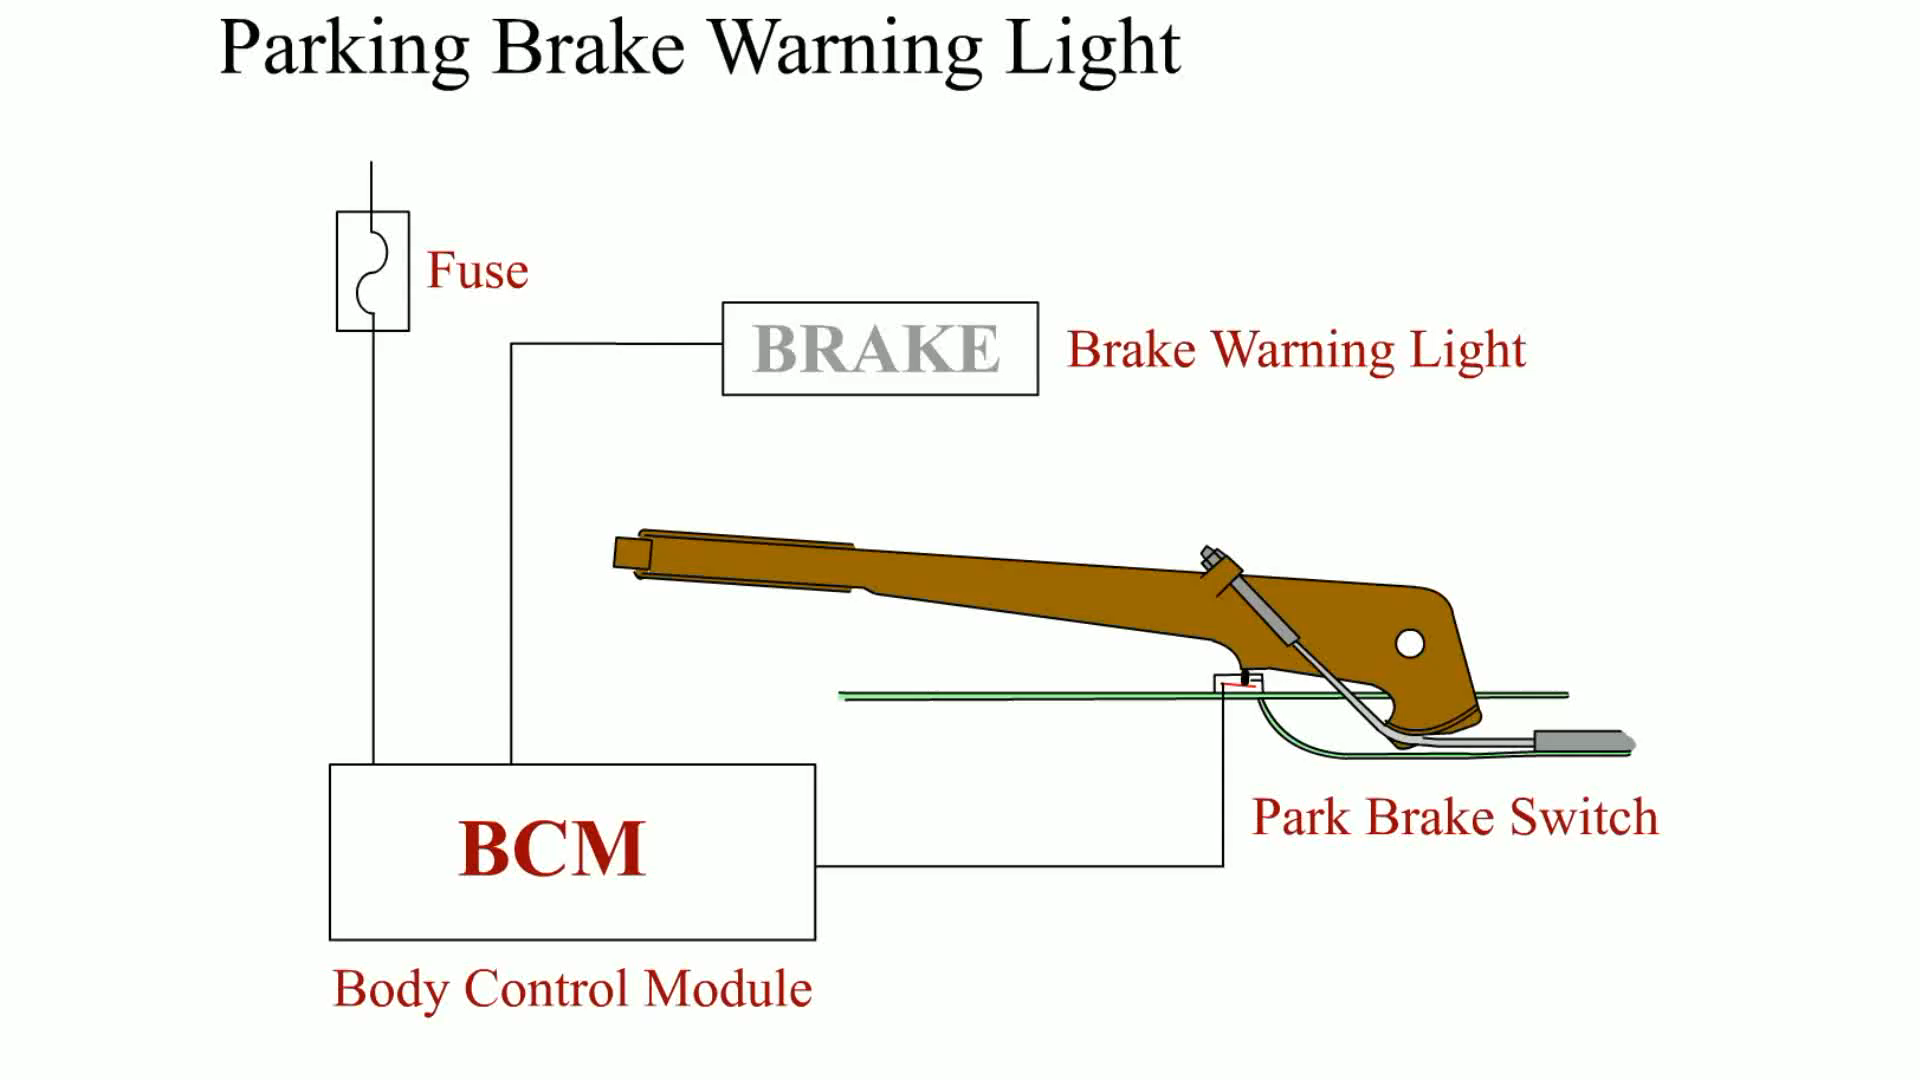 Parking Brake Warning Light
Fuse
BRAKE
Brake Warning Light
Park Brake Switch
BCM
Body Control Module